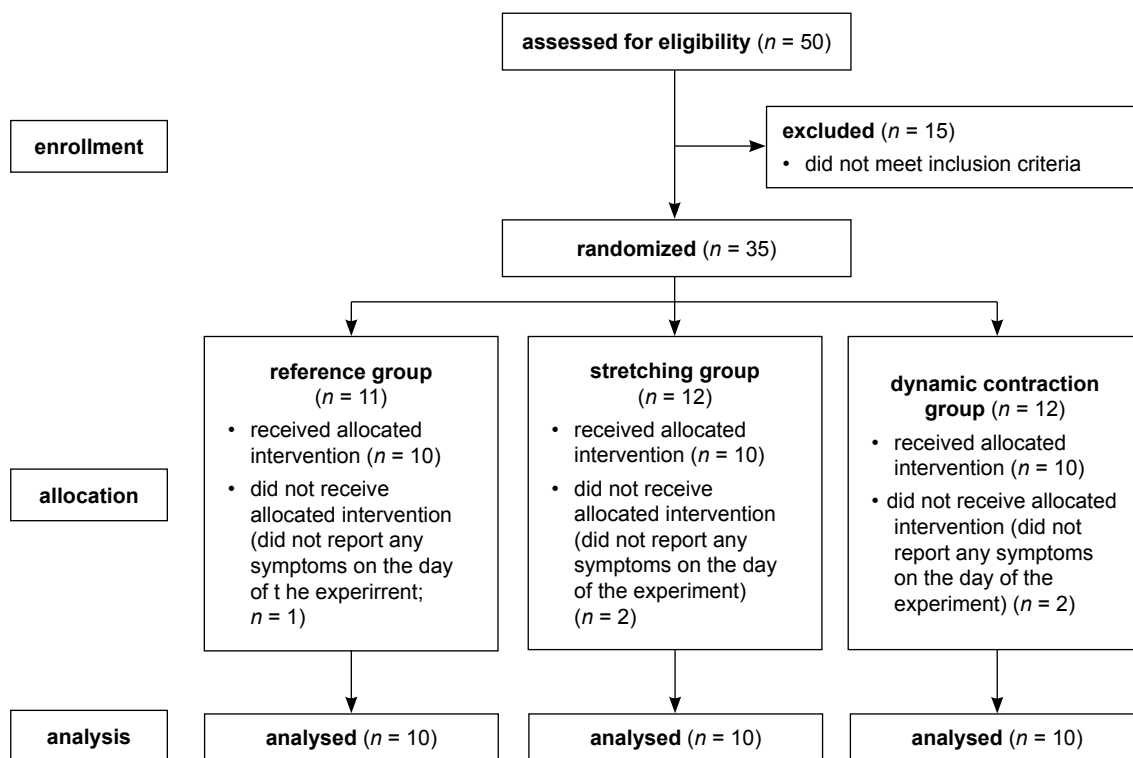 assessed for eligibility (n = 50)
enrollment
excluded (n = 15)
• did not meet inclusion criteria
randomized (n = 35)
allocation
reference group
(n = 11)
• received allocated
intervention (n = 10)
• did not receive
allocated intervention
(did not report any
symptoms on the day
of t he experirrent;
n = 1)
stretching group
(n = 12)
• received allocated
intervention (n = 10)
• did not receive
allocated intervention
(did not report any
symptoms on the day
of the experiment)
(n = 2)
dynamic contraction
group (n = 12)
• received allocated
intervention (n = 10)
• did not receive allocated
intervention (did not
report any symptoms
on the day of the
experiment) (n = 2)
analysis
analysed (n = 10)
analysed (n = 10)
analysed (n = 10)